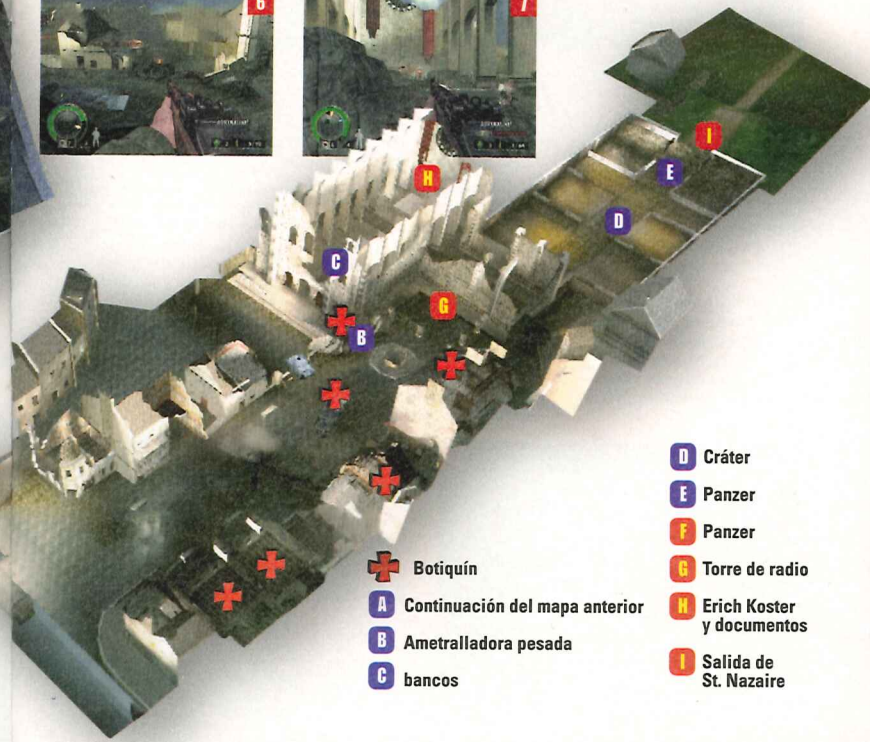 6
7
H
I
E
D
C
G
B
Botiquín
A Continuación del mapa anterior
B Ametralladora pesada
C bancos
D Cráter
E Panzer
F Panzer
G Torre de radio
H Erich Koster
y documentos
I Salida de
St. Nazaire